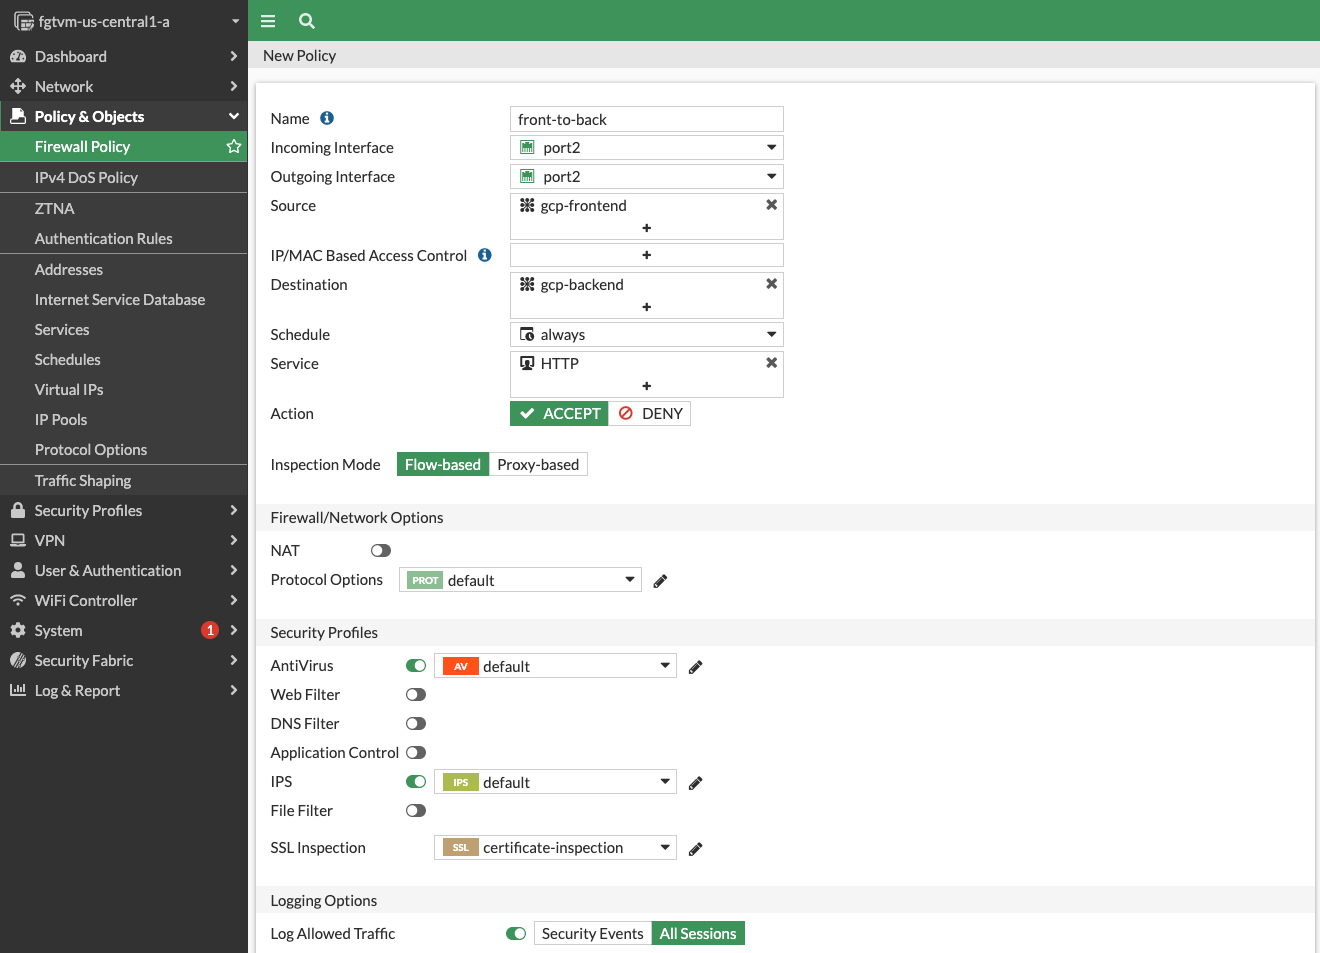 fgtvm-us-central1-a
Dashboard
Network
Policy & Objects
Firewall Policy
IPv4 DoS Policy
ZTNA
Authentication Rules
Addresses
Internet Service Database
Services
Schedules
Virtual IPs
IP Pools
Protocol Options
Traffic Shaping
Security Profiles
VPN
User & Authentication
WiFi Controller
System 1
Security Fabric
Log & Report
New Policy
Name front-to-back
Incoming Interface port2
Outgoing Interface port2
Source gcp-frontend
+
IP/MAC Based Access Control +
Destination gcp-backend
+
Schedule always
Service HTTP
+
Action ACCEPT DENY
Inspection Mode Flow-based Proxy-based
Firewall/Network Options
NAT
Protocol Options PROT default
Security Profiles
AntiVirus AV default
Web Filter
DNS Filter
Application Control
IPS IPS default
File Filter
SSL Inspection SSL certificate-inspection
Logging Options
Log Allowed Traffic Security Events All Sessions